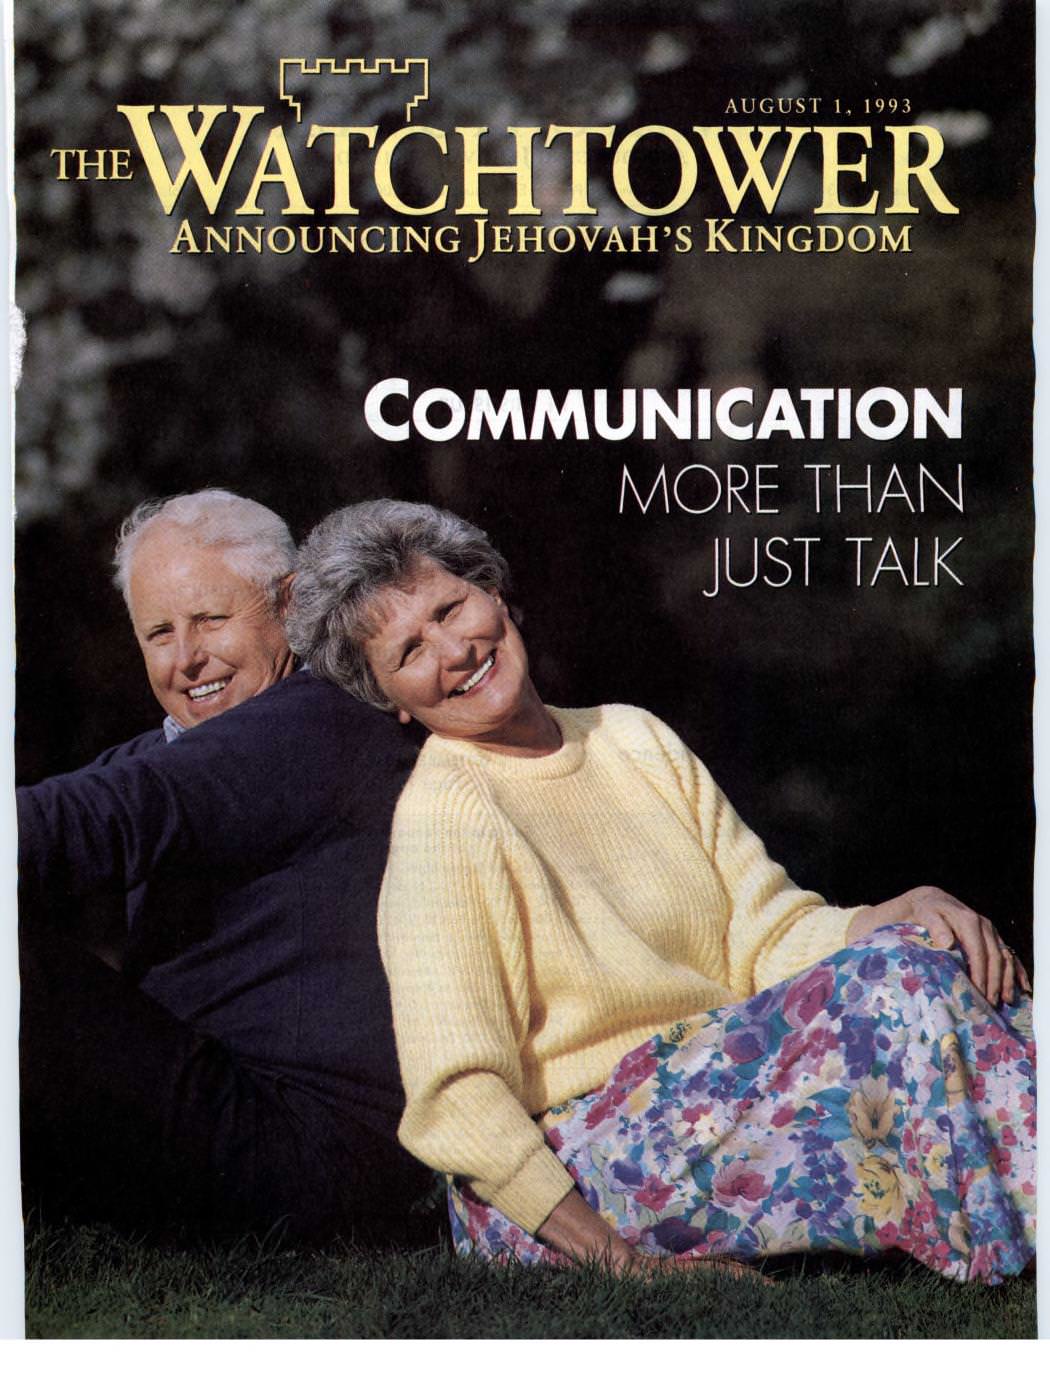 AUGUST 1, 1993
THE WATCHTOWER
ANNOUNCING JEHOVAH'S KINGDOM
COMMUNICATION
MORE THAN
JUST TALK